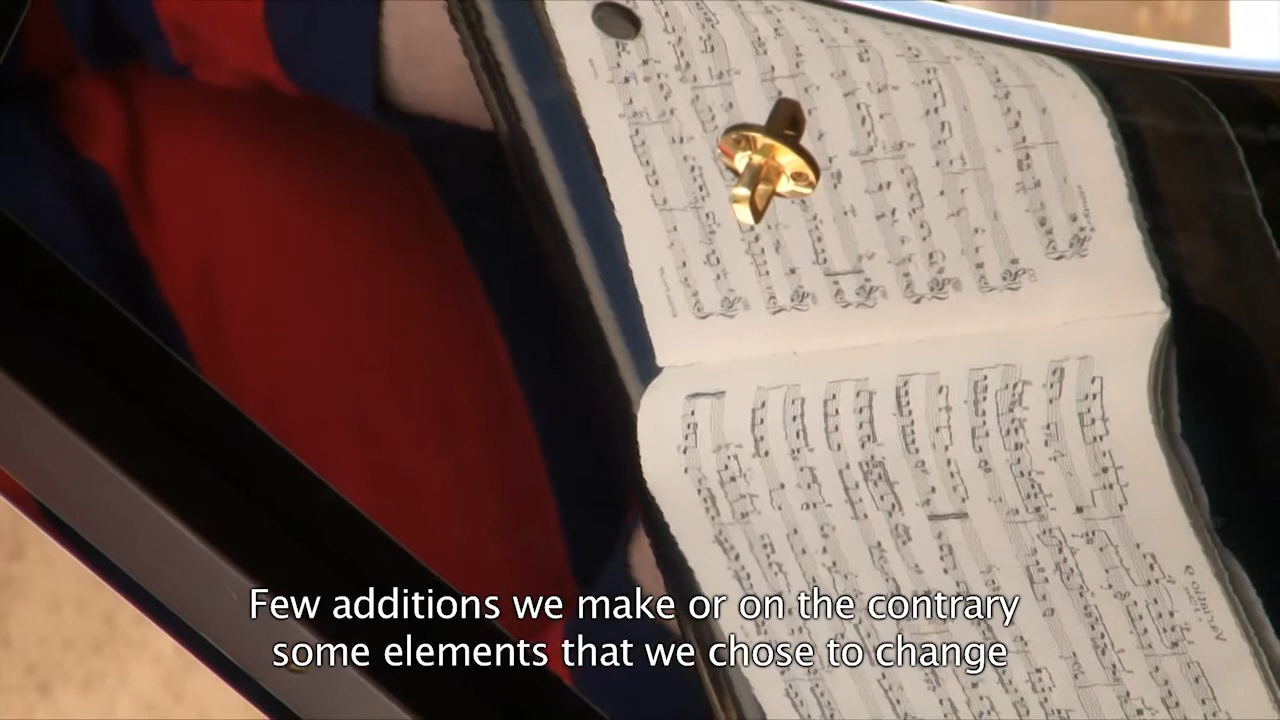 Few additions we make or on the contrary
some elements that we chose to change